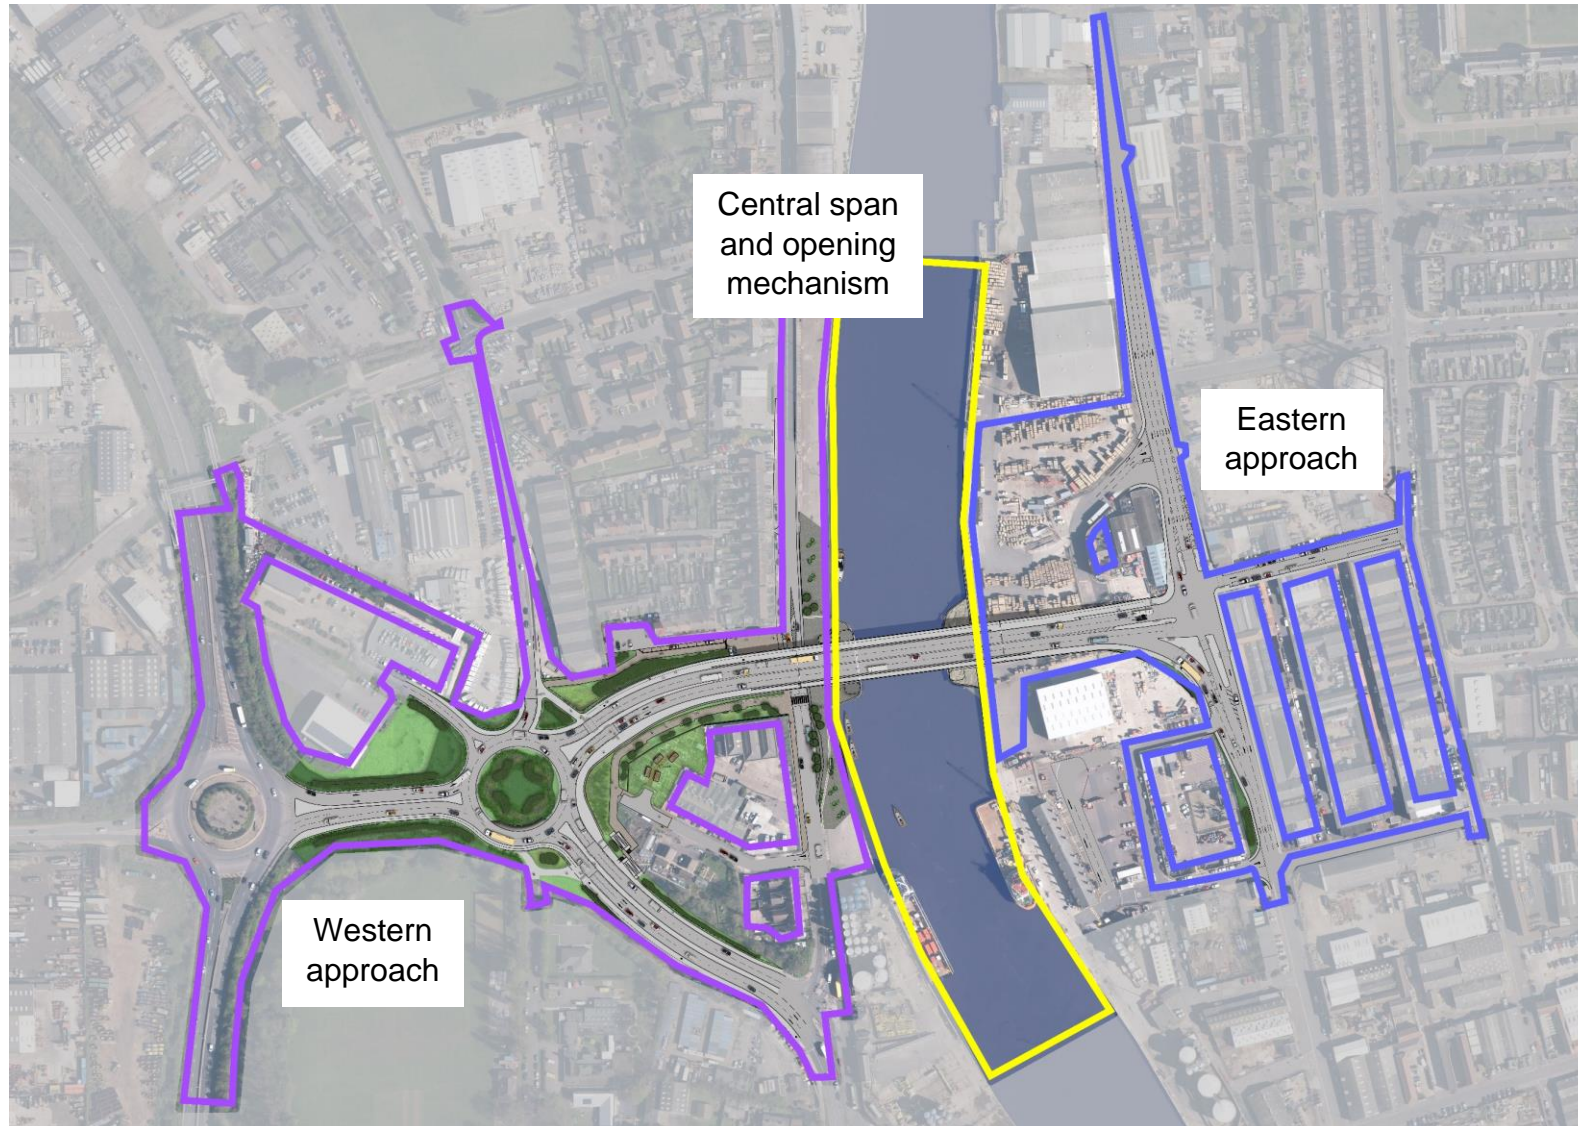 Central span
and opening
mechanism
Eastern
approach
Western
approach